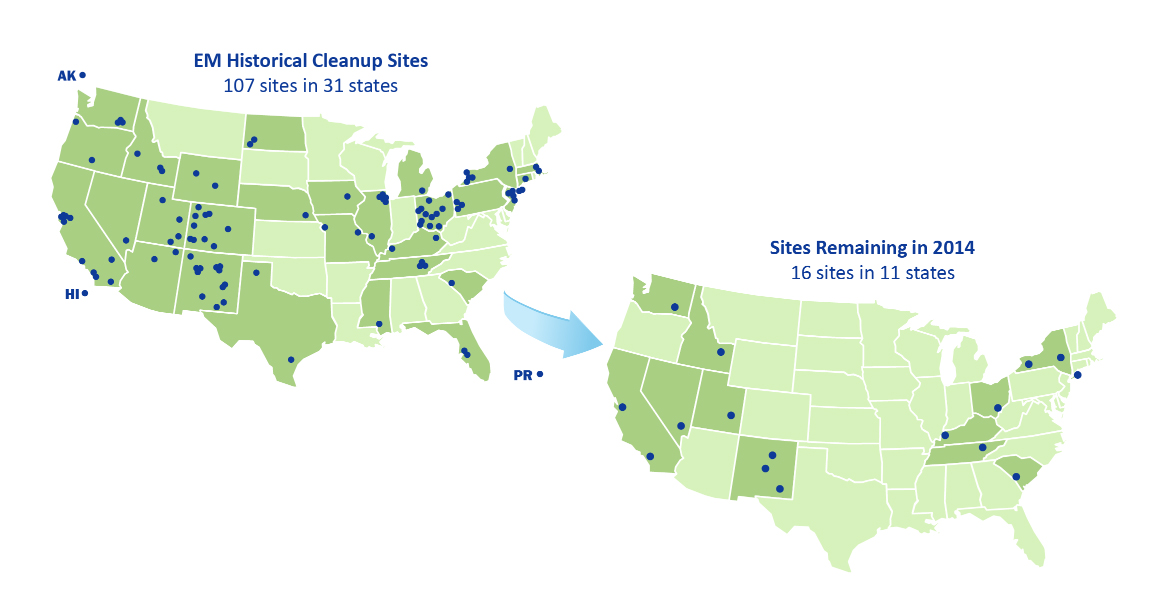 EM Historical Cleanup Sites
107 sites in 31 states
AK
HI
PR
Sites Remaining in 2014
16 sites in 11 states